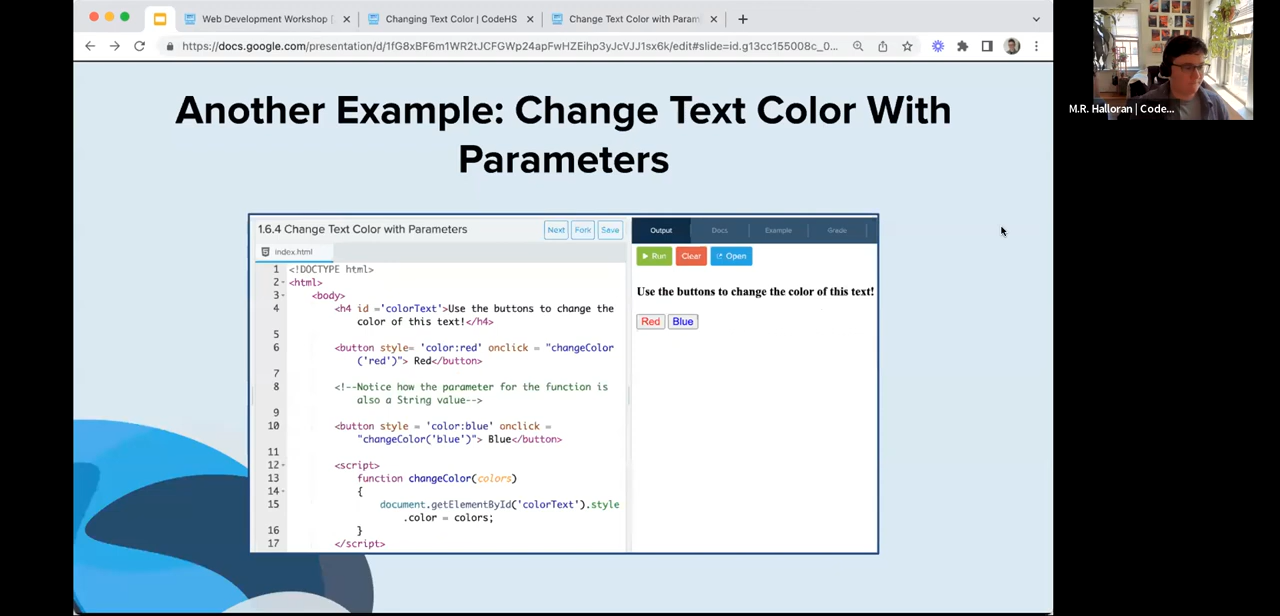 Web Development Workshop [
Changing Text Color | CodeHS
Change Text Color with Param
https://docs.google.com/presentation/d/1fG8xBF6m1WR2tJCFGWp24apFwHZEihp3yJcVJJ1sx6k/edit#slide=id.g13cc155008c_0...
M.R. Halloran | Code...
Another Example: Change Text Color With
Parameters
1.6.4 Change Text Color with Parameters
Next Fork Save
index.html
1 <!DOCTYPE html>
2 <html>
3 <body>
4 <h4 id ='colorText'>Use the buttons to change the
color of this text!</h4>
5
6 <button style= 'color:red' onclick = "changeColor
('red')"> Red</button>
7
8 <!--Notice how the parameter for the function is
also a String value-->
9
10 <button style = 'color:blue' onclick =
"changeColor('blue')"> Blue</button>
11
12 <script>
13 function changeColor(colors)
14 {
15 document.getElementById('colorText').style
.color = colors;
16 }
17 </script>
Output Docs Example Grade
Run Clear Open
Use the buttons to change the color of this text!
Red Blue